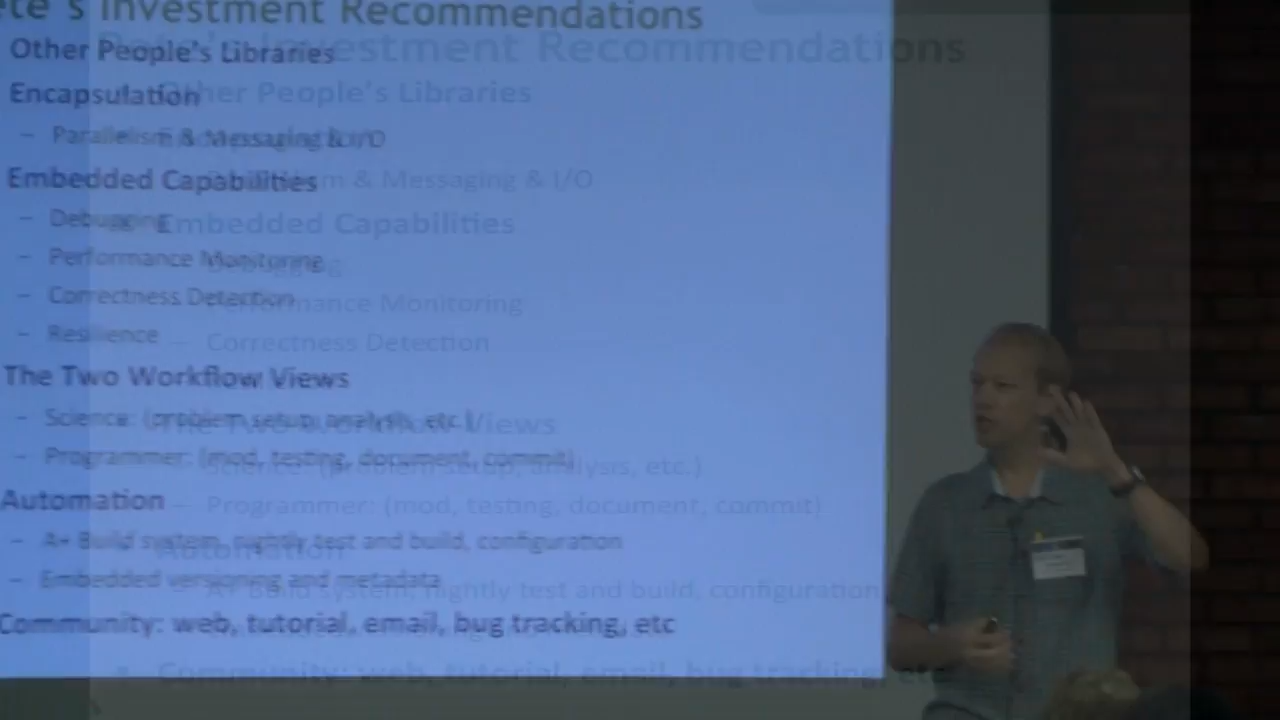 Pete's Investment Recommendations
Other People's Libraries
Encapsulation
– Parallelism & Messaging & I/O
Embedded Capabilities
– Debugging
– Performance Monitoring
– Correctness Detection
– Resilience
The Two Workflow Views
– Science: (problem setup, analysis, etc.)
– Programmer: (mod, testing, document, commit)
Automation
– A+ Build system, nightly test and build, configuration
– Embedded versioning and metadata
Community: web, tutorial, email, bug tracking, etc